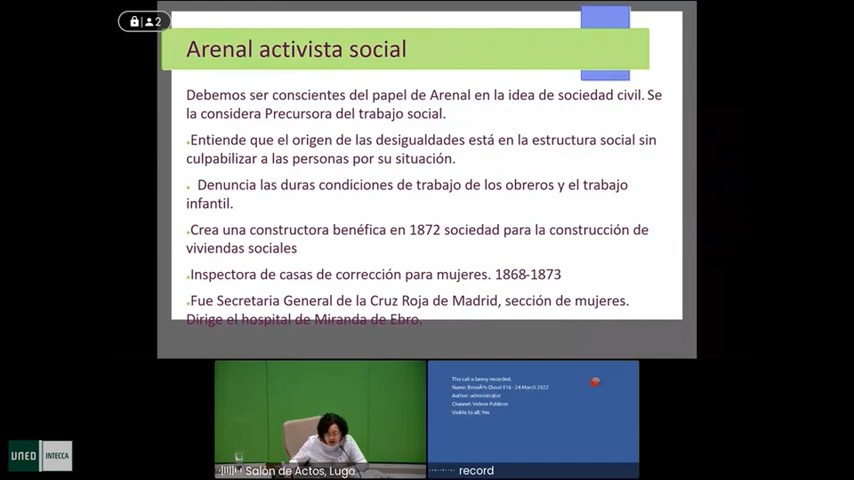 2
Arenal activista social
Debemos ser conscientes del papel de Arenal en la idea de sociedad civil. Se
la considera Precursora del trabajo social.
Entiende que el origen de las desigualdades está en la estructura social sin
culpabilizar a las personas por su situación.
Denuncia las duras condiciones de trabajo de los obreros y el trabajo
infantil.
Crea una constructora benéfica en 1872 sociedad para la construcción de
viviendas sociales
Inspectora de casas de corrección para mujeres. 1868-1873
Fue Secretaria General de la Cruz Roja de Madrid, sección de mujeres.
Dirige el hospital de Miranda de Ebro.
This call is being recorded.
Author: administrator
Channel: Videos Publicos
Visible to all: Yes
Salón de Actos, Lugo
record
UNED INTECCA